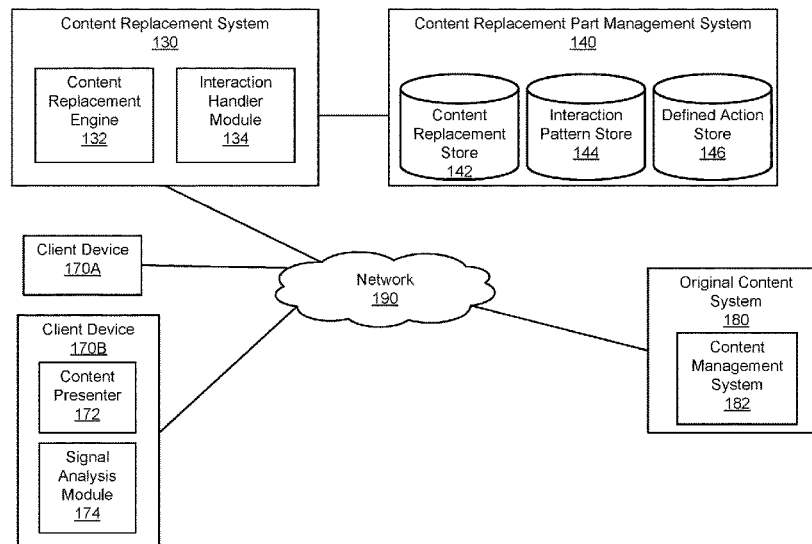 Content Replacement System
130
Content
Replacement
Engine
132
Interaction
Handler
Module
134
Content Replacement Part Management System
140
Content
Replacement
Store
142
Interaction
Pattern Store
144
Defined Action
Store
146
Client Device
170A
Network
190
Client Device
170B
Content
Presenter
172
Signal
Analysis
Module
174
Original Content
System
180
Content
Management
System
182